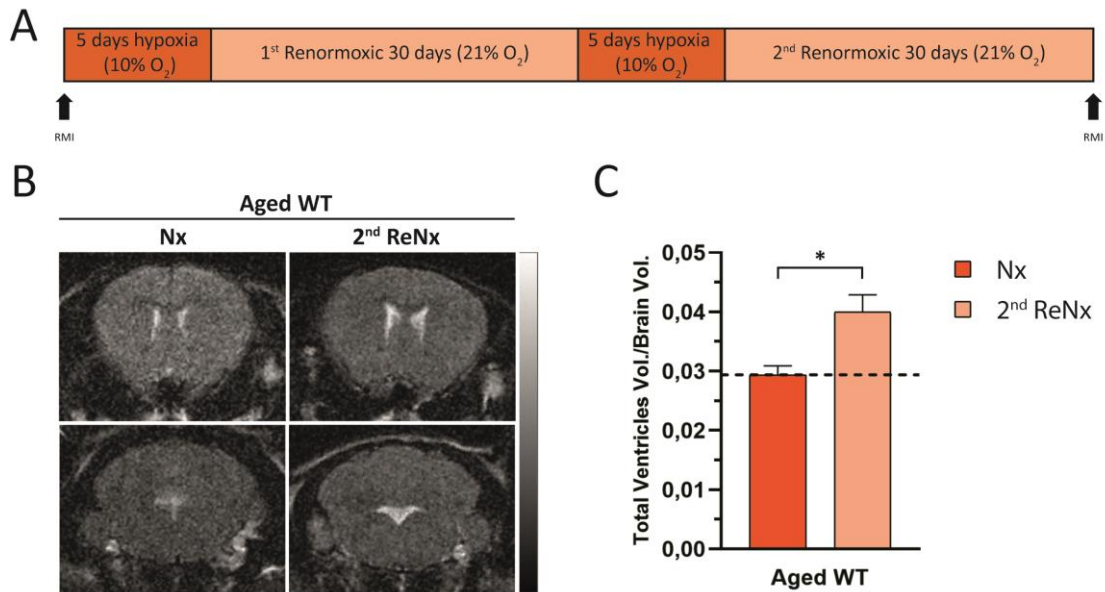 A
5 days hypoxia
(10% O₂)
1st Renormoxic 30 days (21% O₂)
5 days hypoxia
(10% O₂)
2nd Renormoxic 30 days (21% O₂)
RMI
RMI
B
Aged WT
Nx
2nd ReNx
C
Total Ventricles Vol./Brain Vol.
0,05
0,04
0,03
0,02
0,01
0,00
*
Aged WT
Nx
2nd ReNx